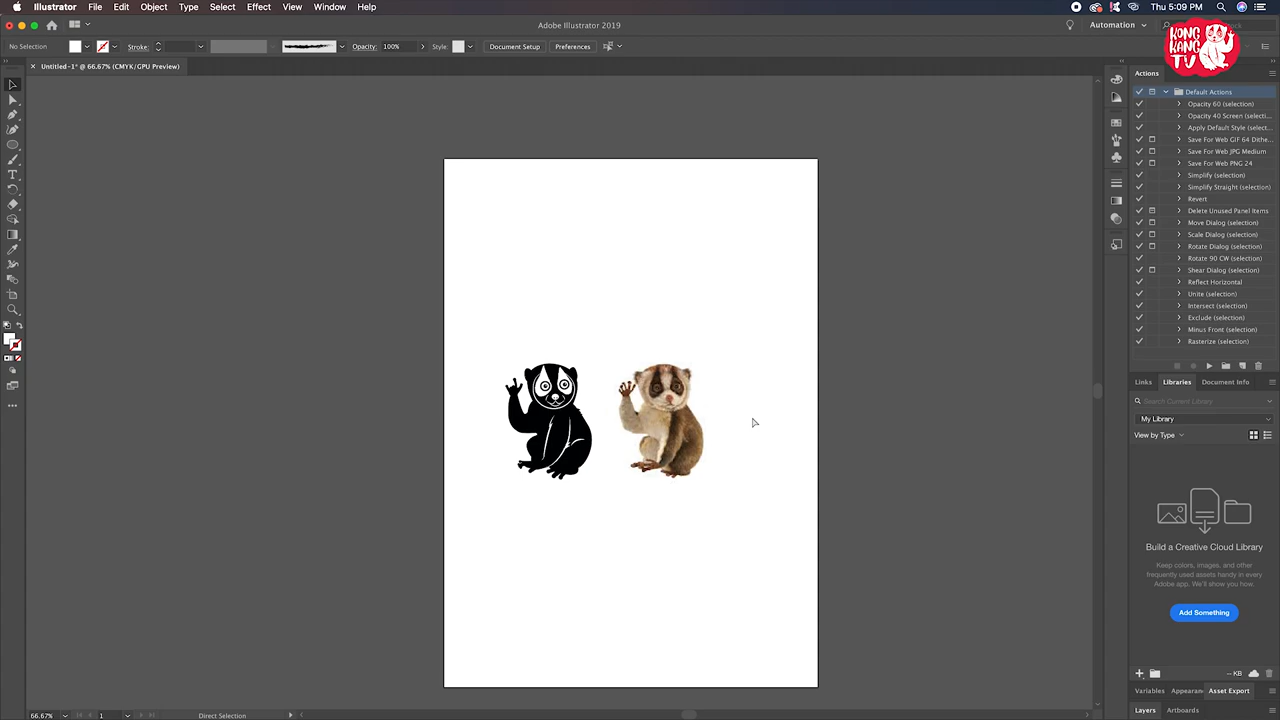 Illustrator File Edit Object Type Select Effect View Window Help 5:09 PM
Adobe Illustrator 2019
Automation
No Selection Stroke: Opacity: 100% Style: Document Setup Preferences
KONG
KANG
TV
× Untitled-1* @ 66.67% (CMYK/GPU Preview)
Actions
Default Actions
Opacity 60 (selection)
Opacity 40 Screen (selecti...
Apply Default Style (select...
Save For Web GIF 64 Dithe...
Save For Web JPG Medium
Save For Web PNG 24
Simplify (selection)
Simplify Straight (selection)
Revert
Delete Unused Panel Items
Move Dialog (selection)
Scale Dialog (selection)
Rotate Dialog (selection)
Rotate 90 CW (selection)
Shear Dialog (selection)
Reflect Horizontal
Unite (selection)
Intersect (selection)
Exclude (selection)
Minus Front (selection)
Rasterize (selection)
Links Libraries Document Info
Search Current Library
My Library
View by Type
Build a Creative Cloud Library
Keep colors, images, and other
frequently used assets handy in every
Adobe app. We'll show you how.
Add Something
-- KB
Variables Appearan Asset Export
Layers Artboards
66.67% 1 Direct Selection